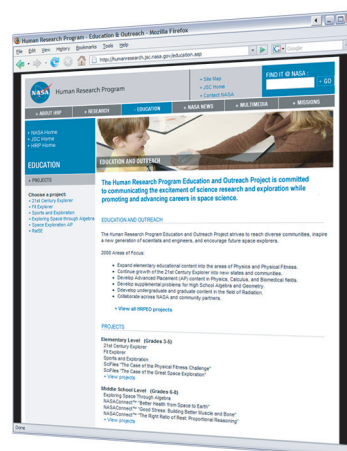 Human Research Program - Education & Outreach - Mozilla Firefox
File Edit View History Bookmarks Tools Help
http://humanresearch.jsc.nasa.gov/education.asp
Google
NASA
Human Research Program
+ Site Map
+ JSC Home
+ Contact NASA
FIND IT @ NASA :
+ GO
+ ABOUT HRP
+ RESEARCH
- EDUCATION
+ NASA NEWS
+ MULTIMEDIA
+ MISSIONS
+ NASA Home
+ JSC Home
+ HRP Home
EDUCATION
+ PROJECTS
Choose a project:
+ 21st Century Explorer
+ Fit Explorer
+ Sports and Exploration
+ Exploring Space through Algebra
+ Space Exploration AP
+ RaSE
EDUCATION AND OUTREACH
The Human Research Program Education and Outreach Project is committed
to communicating the excitement of science research and exploration while
promoting and advancing careers in space science.
EDUCATION AND OUTREACH
The Human Research Program Education and Outreach Project strives to reach diverse communities, inspire
a new generation of scientists and engineers, and encourage future space explorers.
2008 Areas of Focus:
Expand elementary educational content into the areas of Physics and Physical Fitness.
Continue growth of the 21st Century Explorer into new states and communities.
Develop Advanced Placement (AP) content in Physics, Calculus, and Biomedical fields.
Develop supplemental problems for High School Algebra and Geometry.
Develop undergraduate and graduate content in the field of Radiation.
Collaborate across NASA and community partners.
+ View all HRPEO projects
PROJECTS
Elementary Level (Grades 3-5)
21st Century Explorer
Fit Explorer
Sports and Exploration
SciFiles "The Case of the Physical Fitness Challenge"
SciFiles "The Case of the Great Space Exploration"
+ View projects
Middle School Level (Grades 6-8)
Exploring Space Through Algebra
NASAConnect™ "Better Health from Space to Earth"
NASAConnect™ "Good Stress: Building Better Muscle and Bone"
NASAConnect™ "The Right Ratio of Rest: Proportional Reasoning"
+ View projects
Done